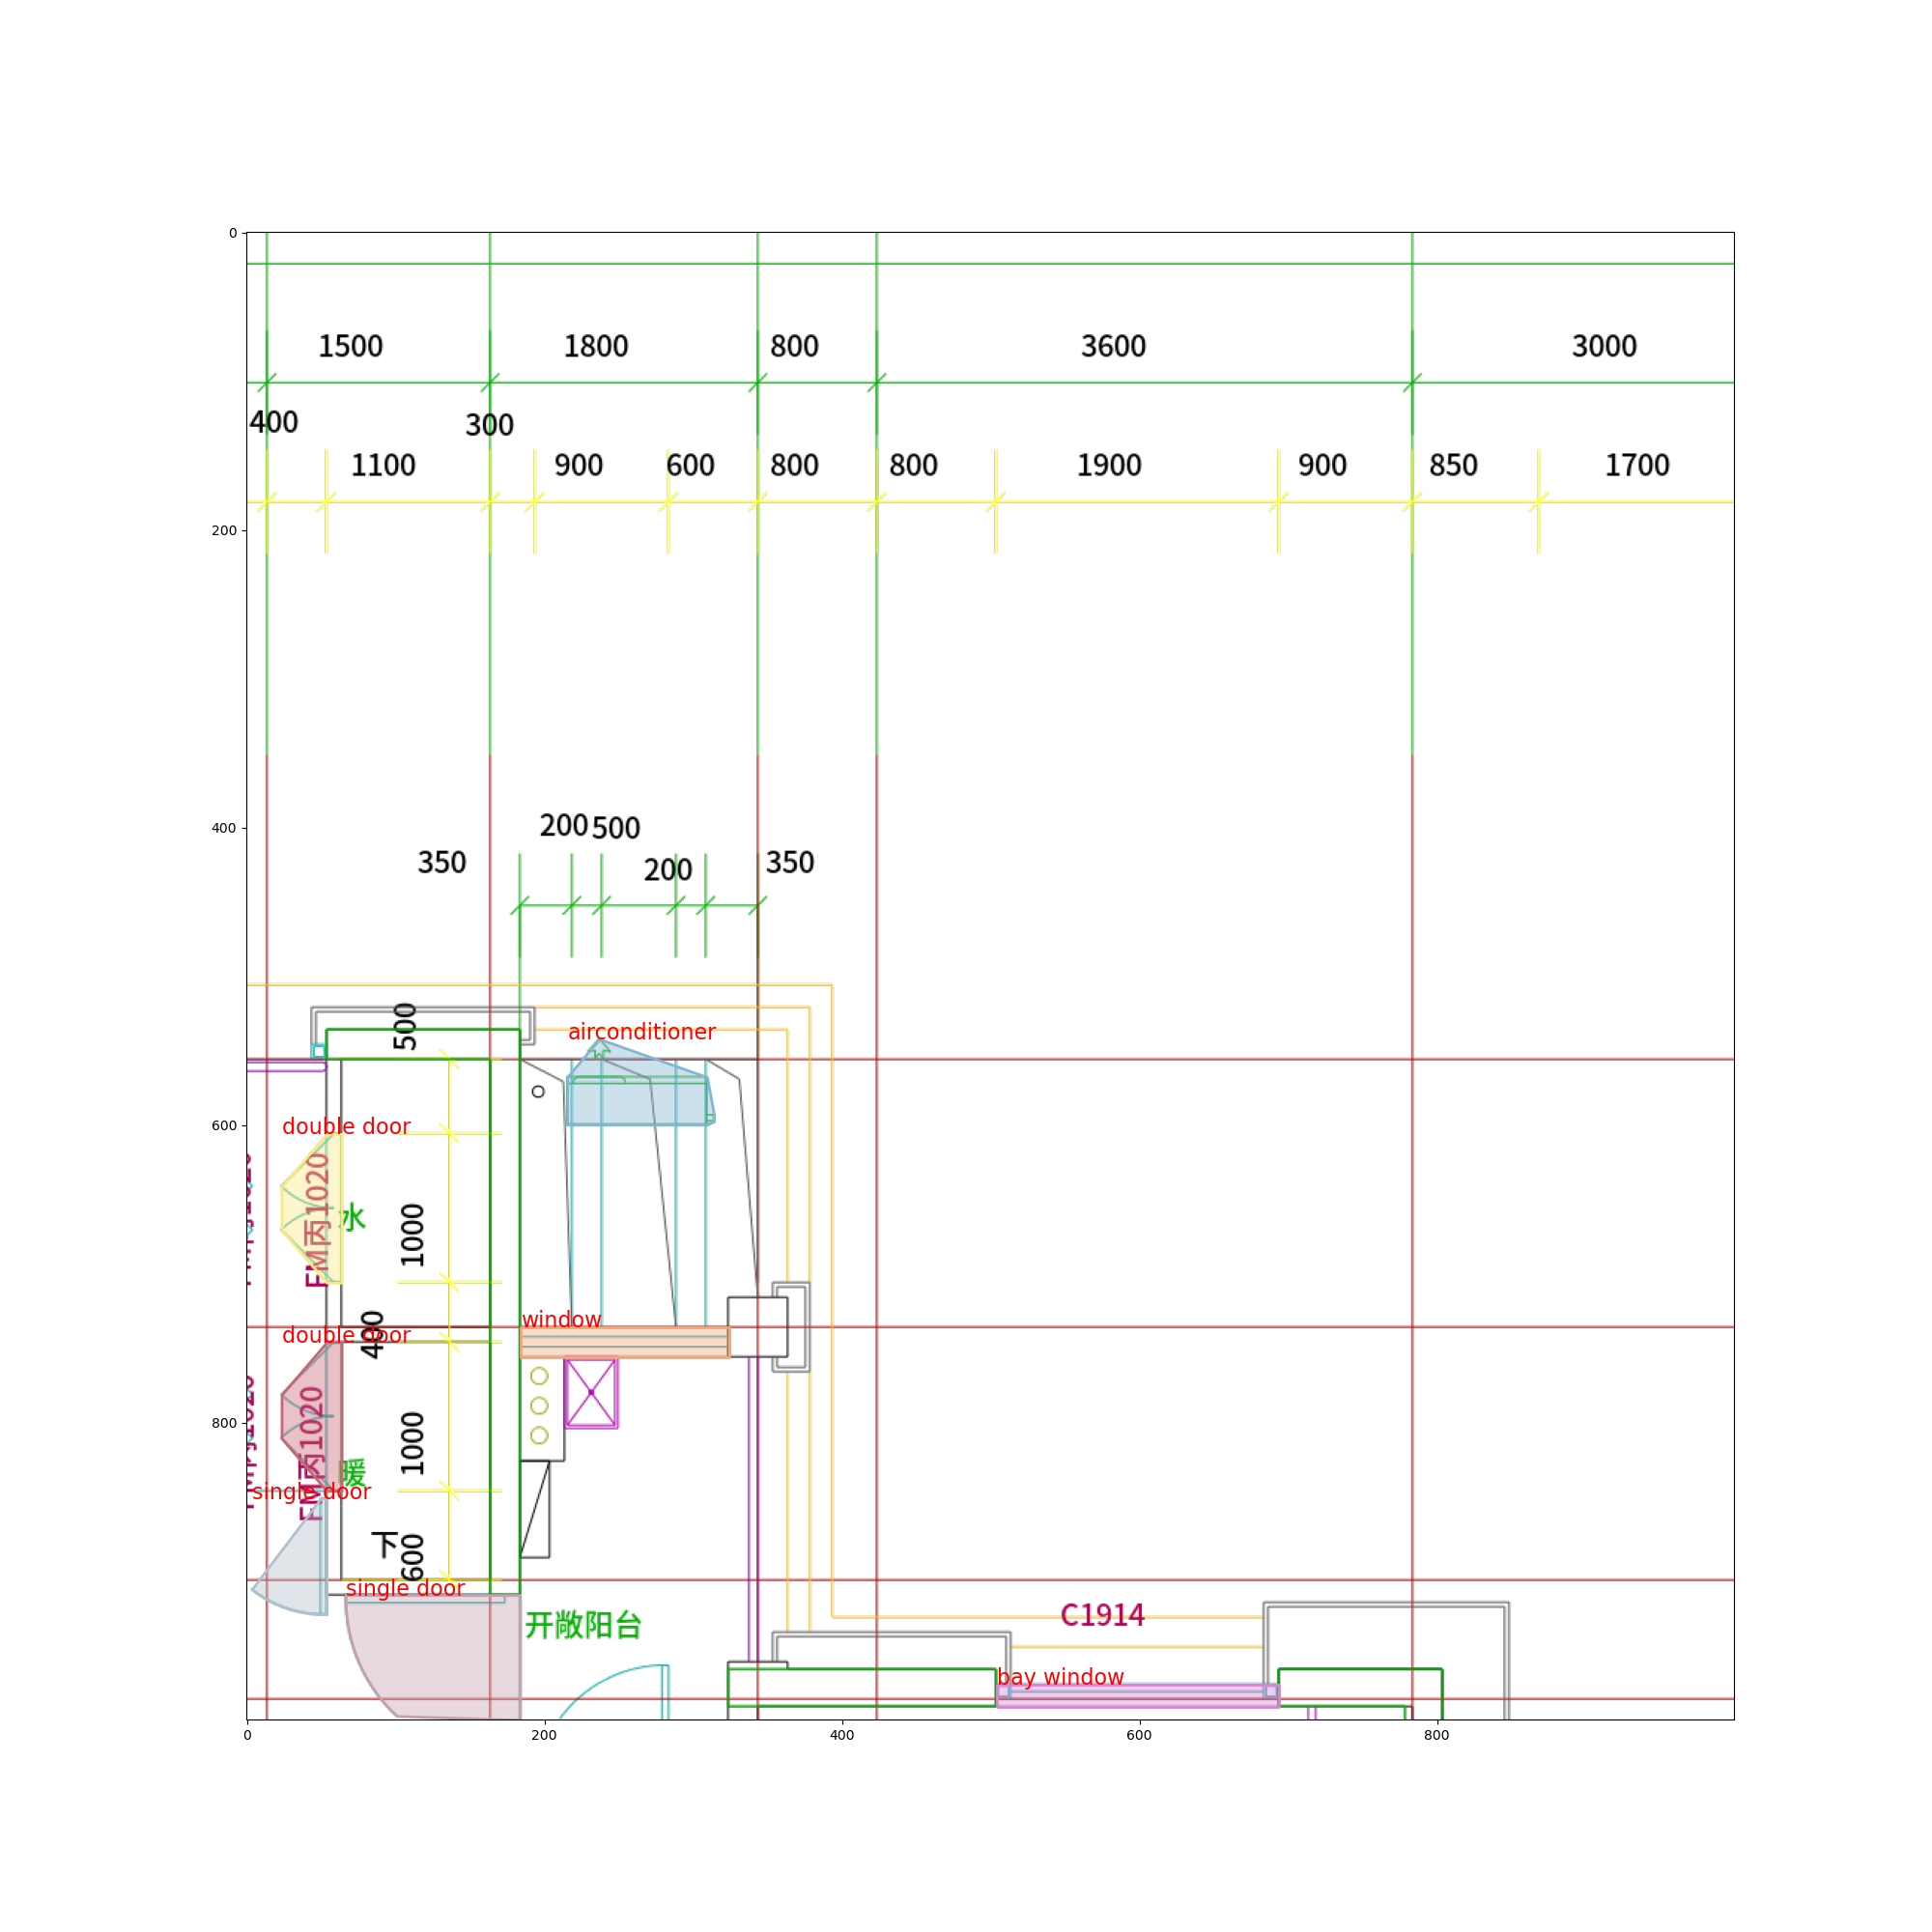 0
1500 1800 800 3600 3000
400 300
1100 900 600 800 800 1900 900 850 1700
200
400
200 500
350 200 350
500
airconditioner
600
double door
FM丙1020
水
1000
window
400
double door
FM丙1020
800
1000
暖
single door
下
600
single door
开敞阳台
C1914
bay window
0 200 400 600 800